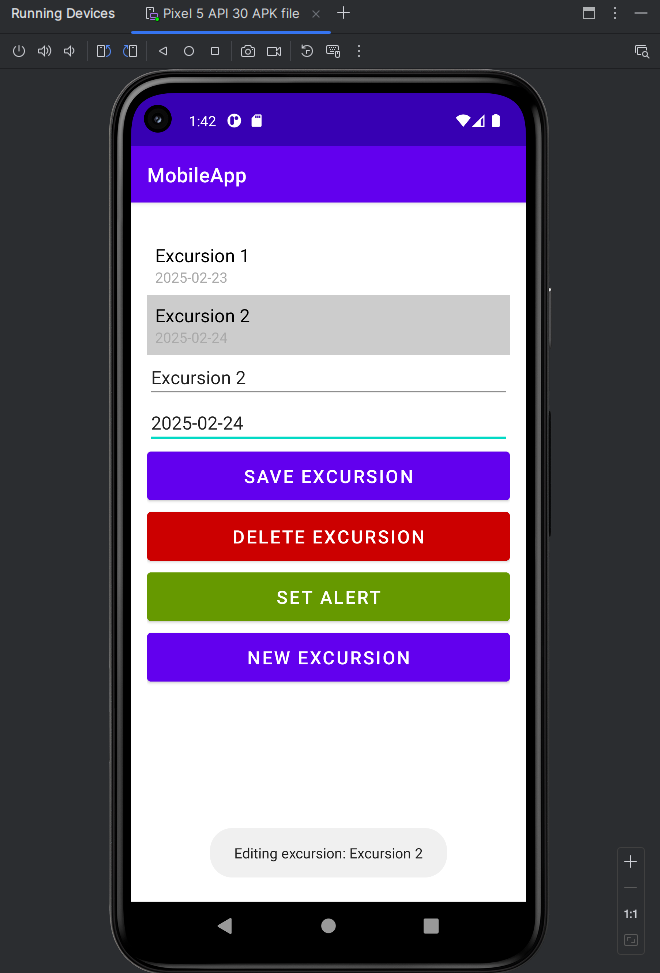 Running Devices
Pixel 5 API 30 APK file
1:42
MobileApp
Excursion 1
2025-02-23
Excursion 2
2025-02-24
Excursion 2
2025-02-24
SAVE EXCURSION
DELETE EXCURSION
SET ALERT
NEW EXCURSION
Editing excursion: Excursion 2
1:1